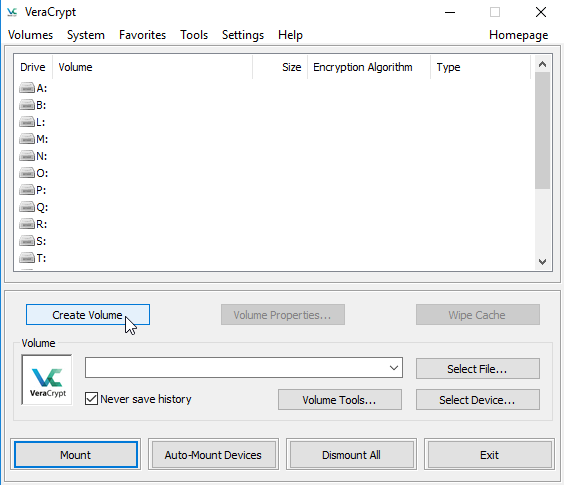 VeraCrypt
Volumes System Favorites Tools Settings Help Homepage
Drive Volume Size Encryption Algorithm Type
A:
B:
L:
M:
N:
O:
P:
Q:
R:
S:
T:
Create Volume Volume Properties... Wipe Cache
Volume
VeraCrypt
Select File...
Never save history Volume Tools... Select Device...
Mount Auto-Mount Devices Dismount All Exit